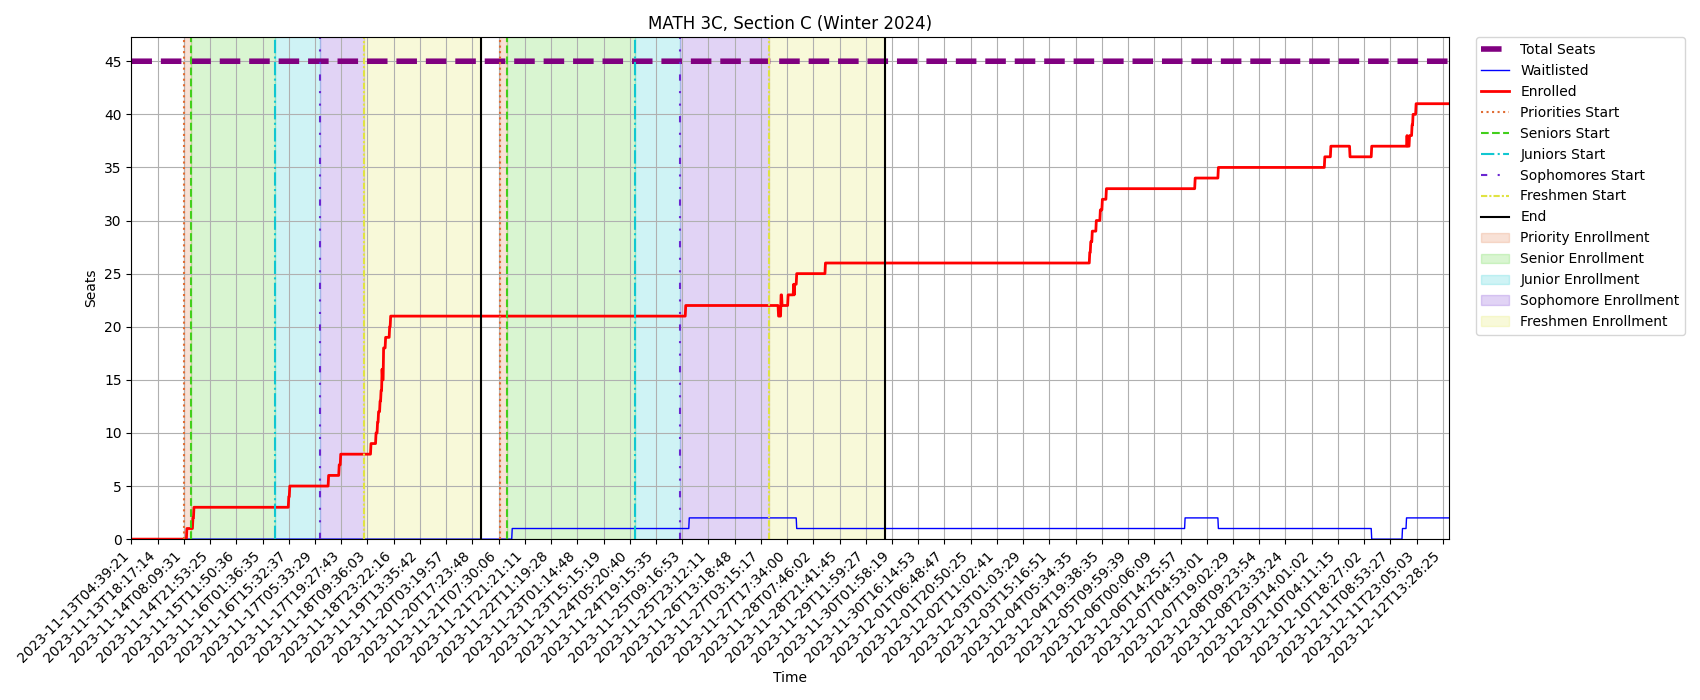 MATH 3C, Section C (Winter 2024)
Seats
45
40
35
30
25
20
15
10
5
0
2023-11-13T04:39:21
2023-11-13T18:17:14
2023-11-14T08:09:31
2023-11-14T21:53:25
2023-11-15T11:50:36
2023-11-16T01:36:35
2023-11-16T15:32:37
2023-11-17T05:33:29
2023-11-17T19:27:43
2023-11-18T09:36:03
2023-11-18T23:22:16
2023-11-19T13:35:42
2023-11-20T03:19:57
2023-11-20T17:23:48
2023-11-21T07:30:06
2023-11-21T21:21:11
2023-11-22T11:19:28
2023-11-23T01:14:48
2023-11-23T15:15:19
2023-11-24T05:20:40
2023-11-24T19:15:35
2023-11-25T09:16:53
2023-11-25T23:12:11
2023-11-26T13:18:48
2023-11-27T03:15:17
2023-11-27T17:34:00
2023-11-28T07:46:02
2023-11-28T21:41:45
2023-11-29T11:59:27
2023-11-30T01:58:19
2023-11-30T16:14:53
2023-12-01T06:48:47
2023-12-01T20:50:25
2023-12-02T11:02:41
2023-12-03T01:03:29
2023-12-03T15:16:51
2023-12-04T05:34:35
2023-12-04T19:38:35
2023-12-05T09:59:39
2023-12-06T00:06:09
2023-12-06T14:25:57
2023-12-07T04:53:01
2023-12-07T19:02:29
2023-12-08T09:23:54
2023-12-08T23:33:24
2023-12-09T14:01:02
2023-12-10T04:11:15
2023-12-10T18:27:02
2023-12-11T08:53:27
2023-12-11T23:05:03
2023-12-12T13:28:25
Time
Total Seats
Waitlisted
Enrolled
Priorities Start
Seniors Start
Juniors Start
Sophomores Start
Freshmen Start
End
Priority Enrollment
Senior Enrollment
Junior Enrollment
Sophomore Enrollment
Freshmen Enrollment